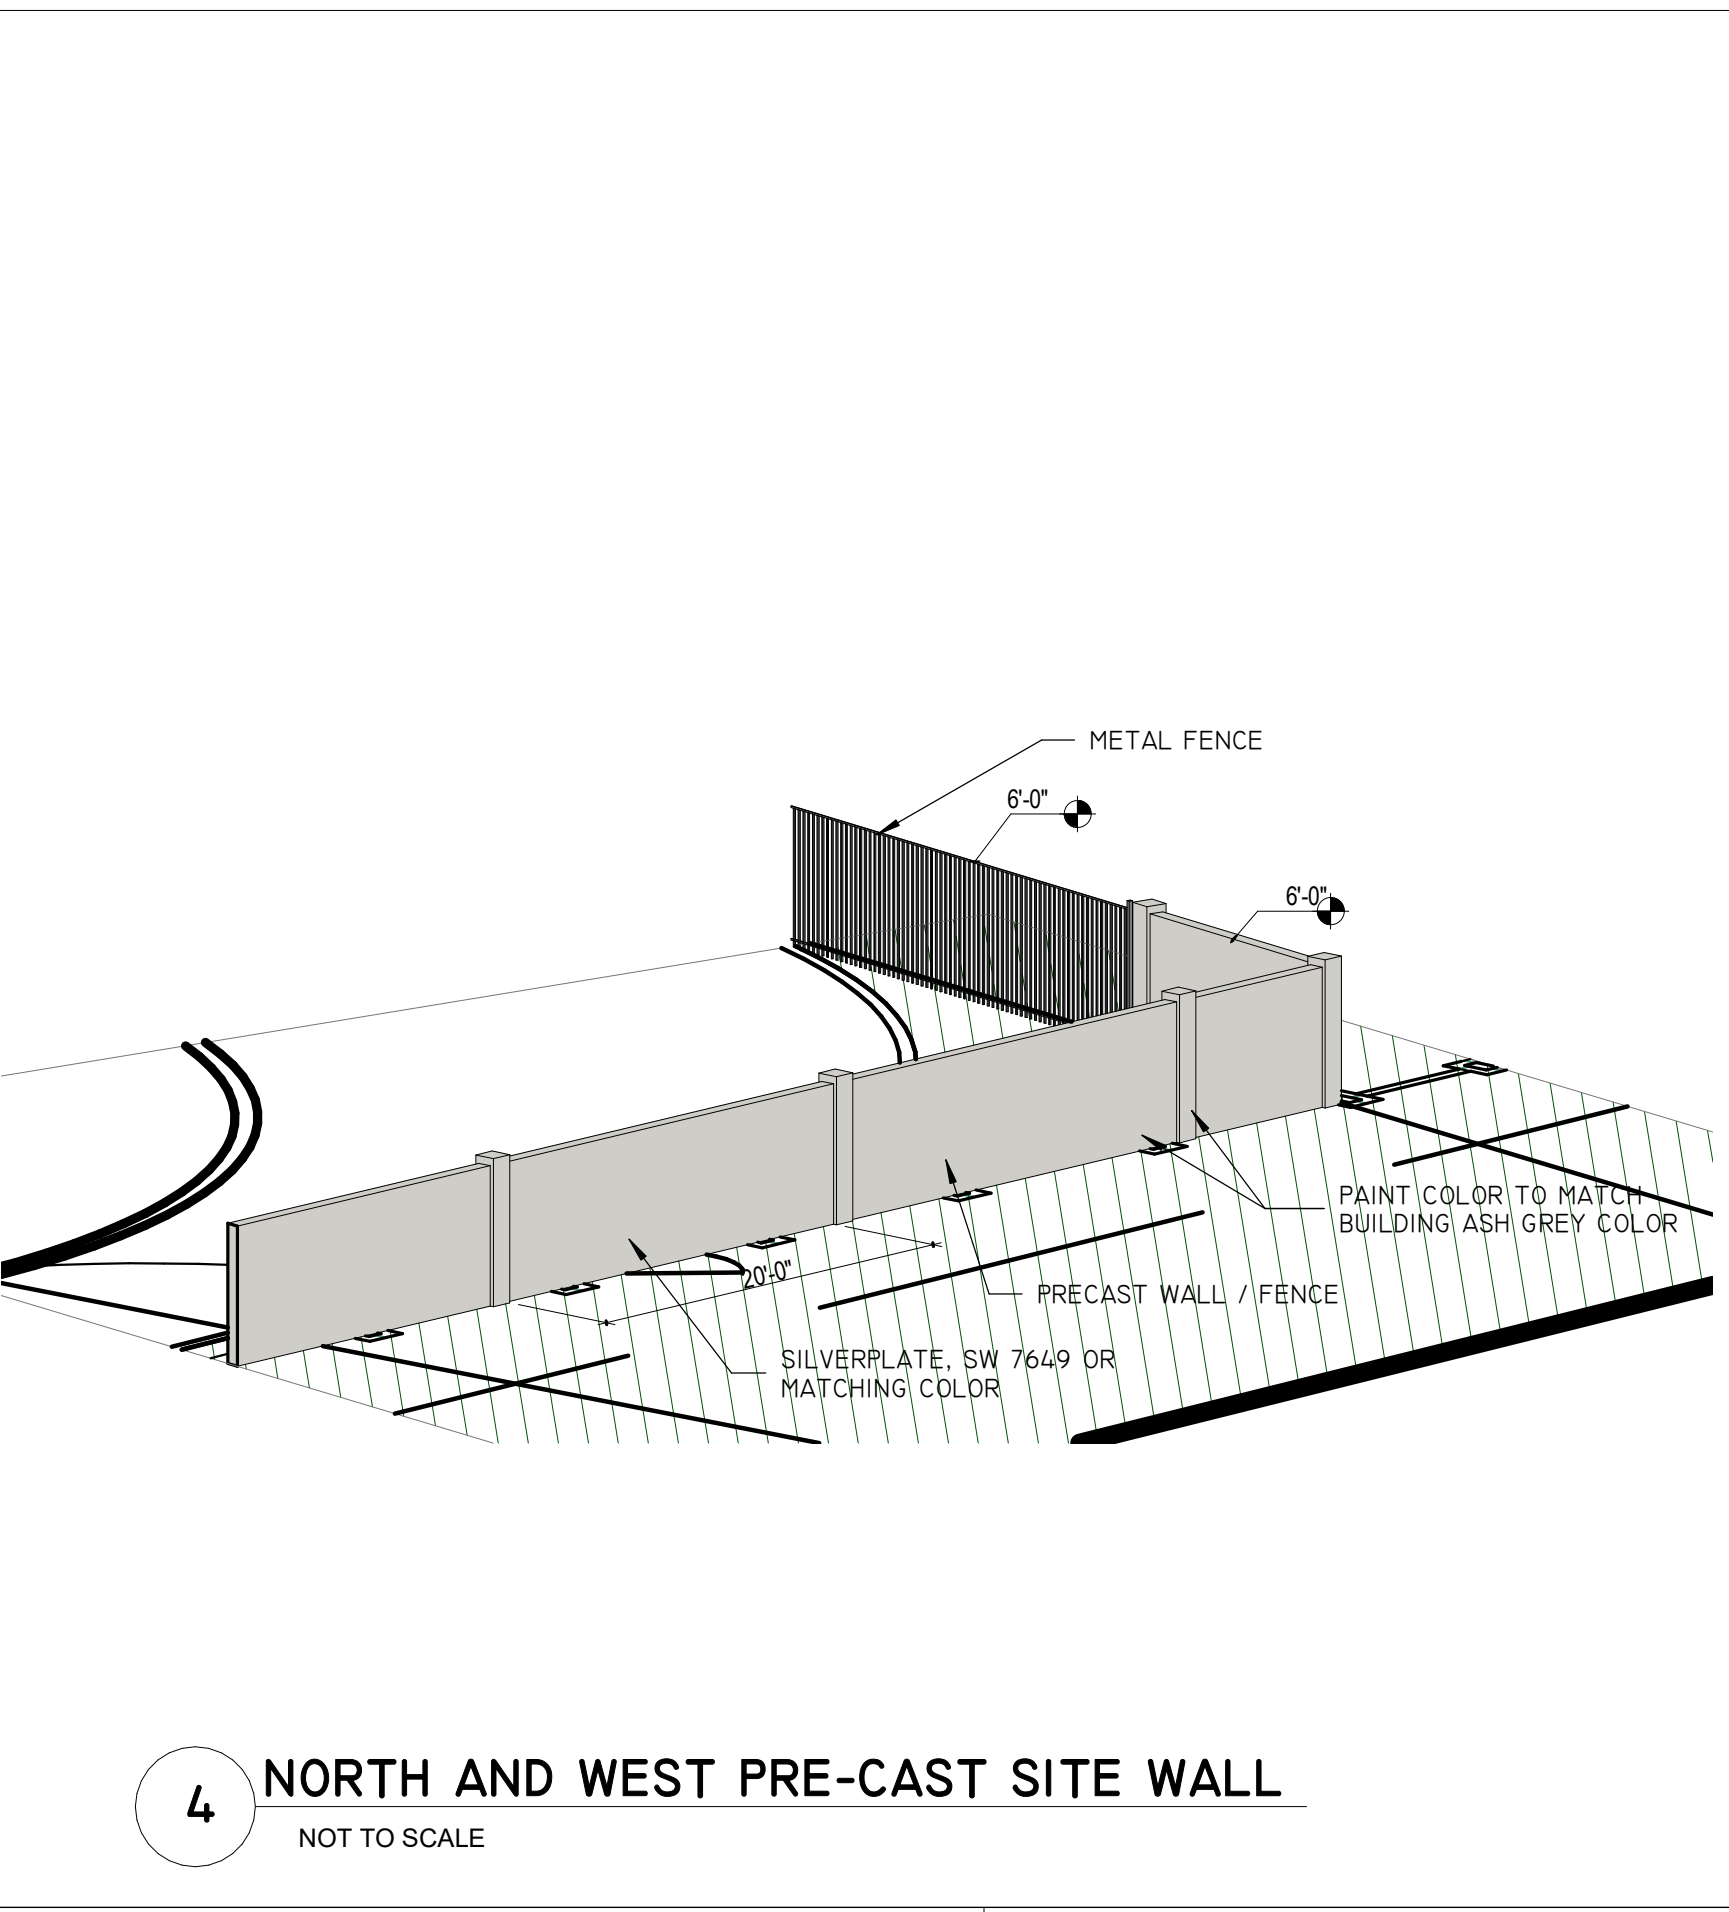 METAL FENCE
6'-0"
6'-0"
PAINT COLOR TO MATCH
BUILDING ASH GREY COLOR
20'-0"
PRECAST WALL / FENCE
SILVERPLATE, SW 7649 OR
MATCHING COLOR
4
NORTH AND WEST PRE-CAST SITE WALL
NOT TO SCALE